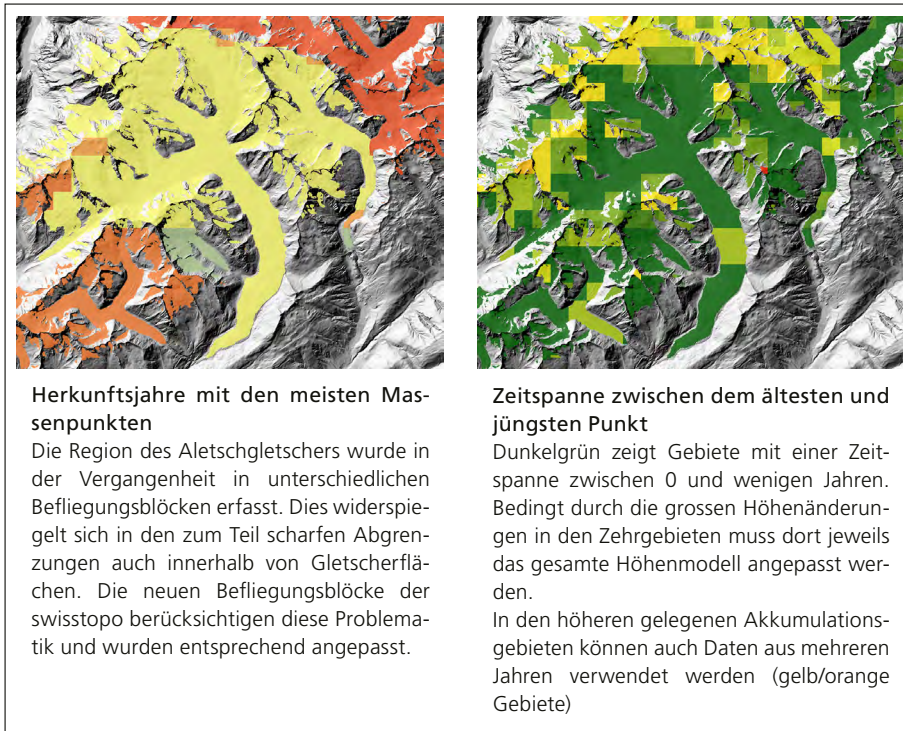 Herkunftsjahre mit den meisten Mas-
senpunkten
Die Region des Aletschgletschers wurde in
der Vergangenheit in unterschiedlichen
Befliegungsblöcken erfasst. Dies widerspie-
gelt sich in den zum Teil scharfen Abgren-
zungen auch innerhalb von Gletscherflä-
chen. Die neuen Befliegungsblöcke der
swisstopo berücksichtigen diese Problema-
tik und wurden entsprechend angepasst.
Zeitspanne zwischen dem ältesten und
jüngsten Punkt
Dunkelgrün zeigt Gebiete mit einer Zeit-
spanne zwischen 0 und wenigen Jahren.
Bedingt durch die grossen Höhenänderun-
gen in den Zehrgebieten muss dort jeweils
das gesamte Höhenmodell angepasst wer-
den.
In den höheren gelegenen Akkumulations-
gebieten können auch Daten aus mehreren
Jahren verwendet werden (gelb/orange
Gebiete)